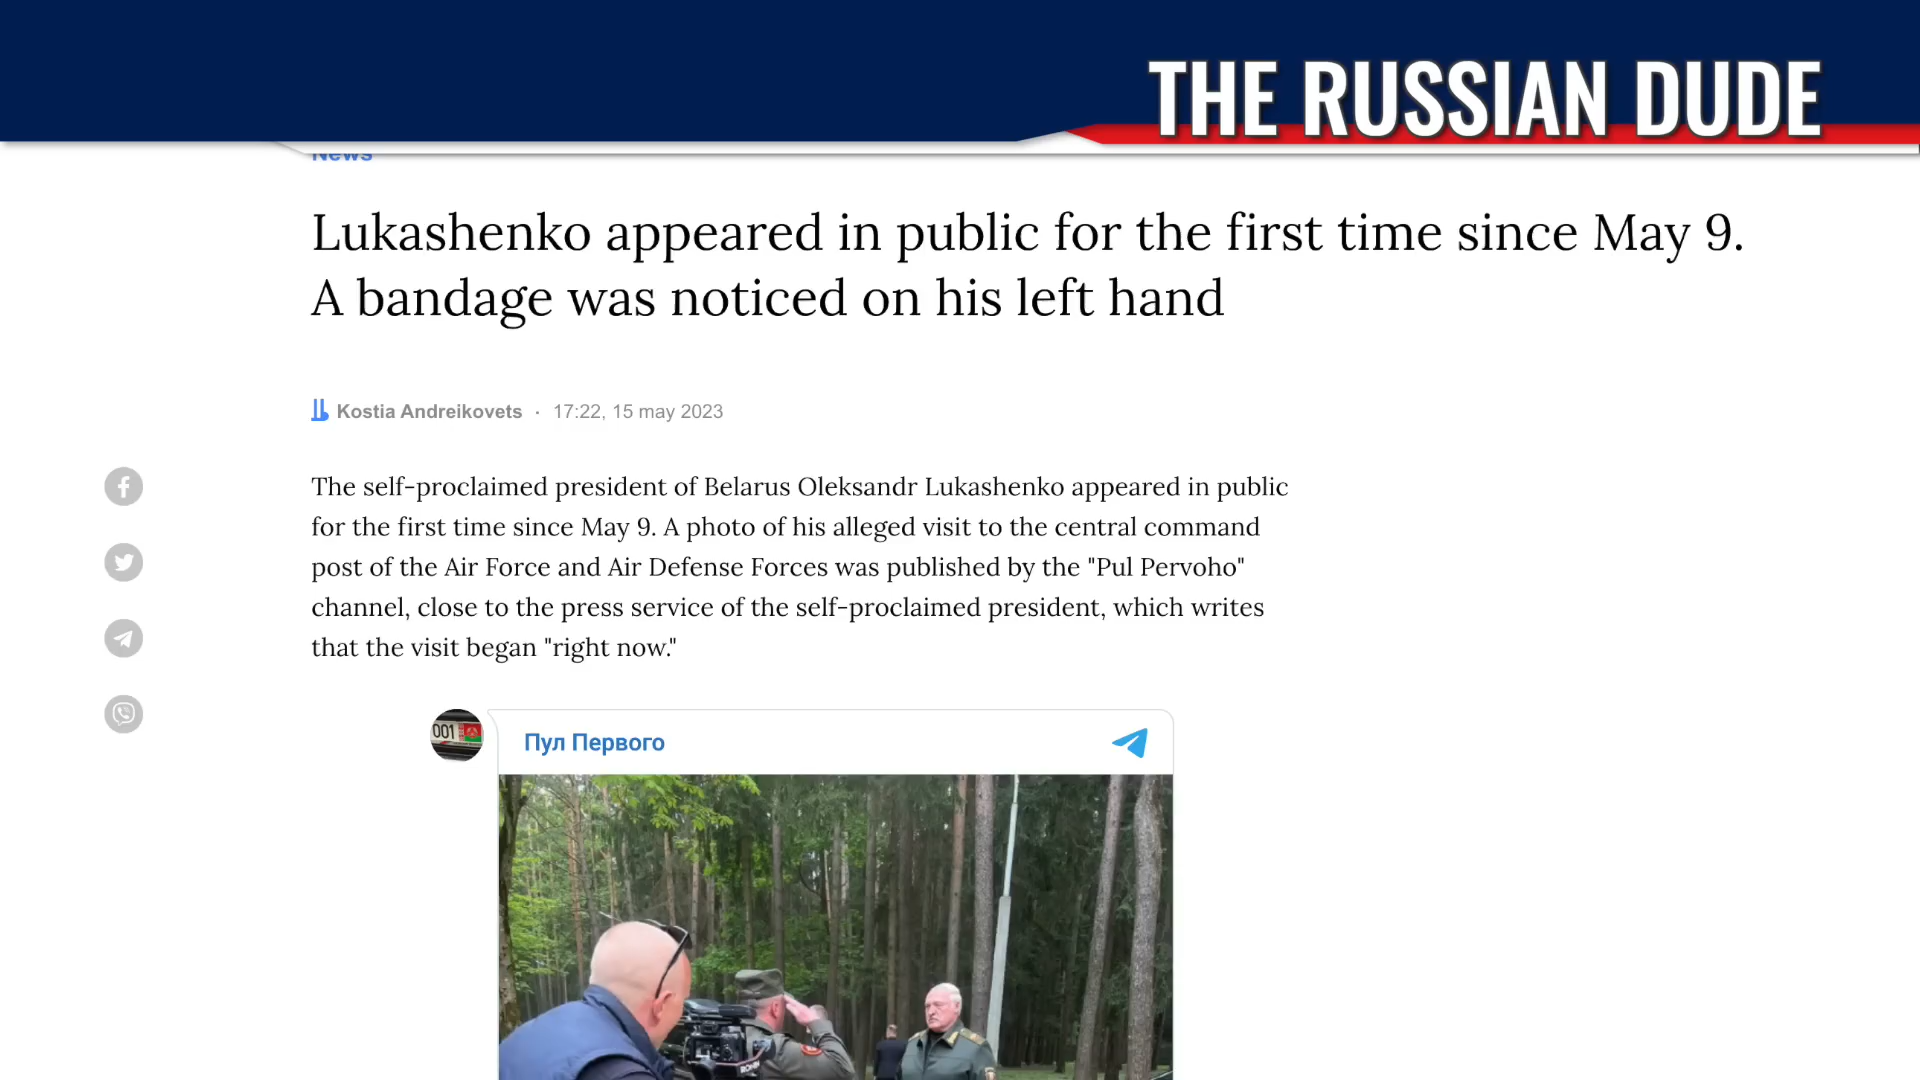 THE RUSSIAN DUDE
News
Lukashenko appeared in public for the first time since May 9.
A bandage was noticed on his left hand
Kostia Andreikovets · 17:22, 15 may 2023
The self-proclaimed president of Belarus Oleksandr Lukashenko appeared in public
for the first time since May 9. A photo of his alleged visit to the central command
post of the Air Force and Air Defense Forces was published by the "Pul Pervoho"
channel, close to the press service of the self-proclaimed president, which writes
that the visit began "right now."
001
Пул Первого